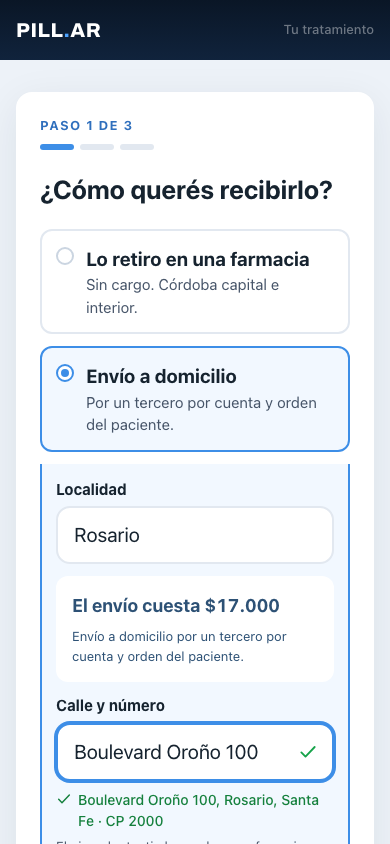 PILL.AR
Tu tratamiento
PASO 1 DE 3
¿Cómo querés recibirlo?
Lo retiro en una farmacia
Sin cargo. Córdoba capital e
interior.
Envío a domicilio
Por un tercero por cuenta y orden
del paciente.
Localidad
Rosario
El envío cuesta $17.000
Envío a domicilio por un tercero por
cuenta y orden del paciente.
Calle y número
Boulevard Oroño 100
Boulevard Oroño 100, Rosario, Santa
Fe · CP 2000